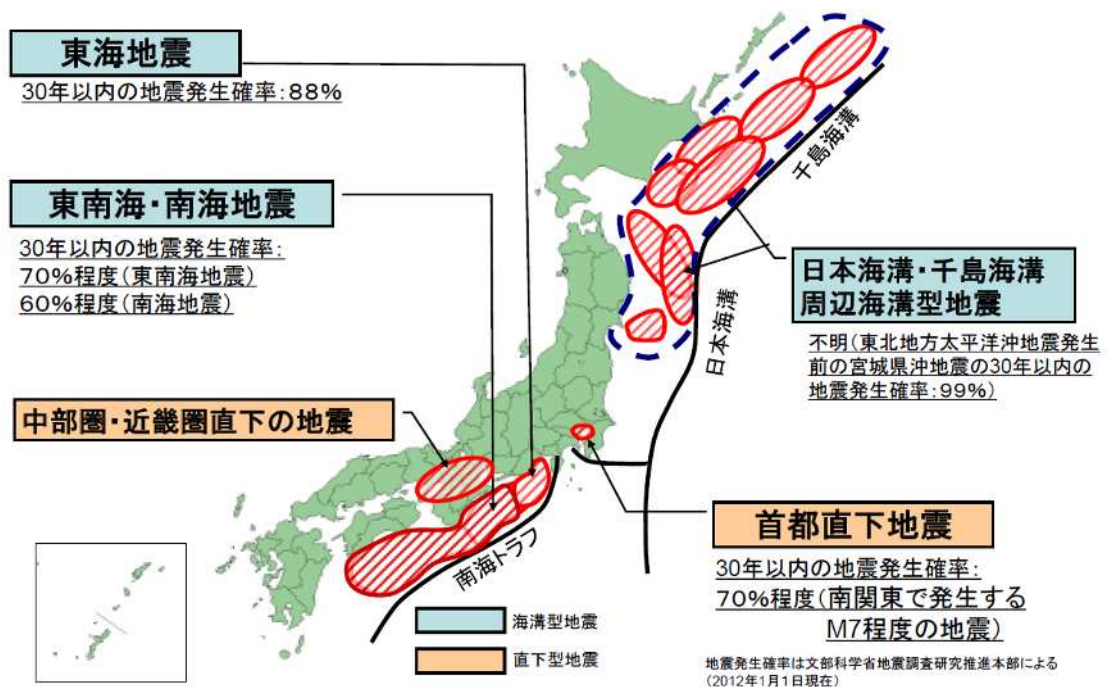 東海地震
30年以内の地震発生確率:88%
東南海・南海地震
30年以内の地震発生確率:
70%程度(東南海地震)
60%程度(南海地震)
中部圏・近畿圏直下の地震
千島海溝
日本海溝・千島海溝
周辺海溝型地震
不明(東北地方太平洋沖地震発生
前の宮城県沖地震の30年以内の
地震発生確率:99%)
日本海溝
南海トラフ
首都直下地震
30年以内の地震発生確率:
70%程度(南関東で発生する
M7程度の地震)
海溝型地震
直下型地震
地震発生確率は文部科学省地震調査研究推進本部による
(2012年1月1日現在)